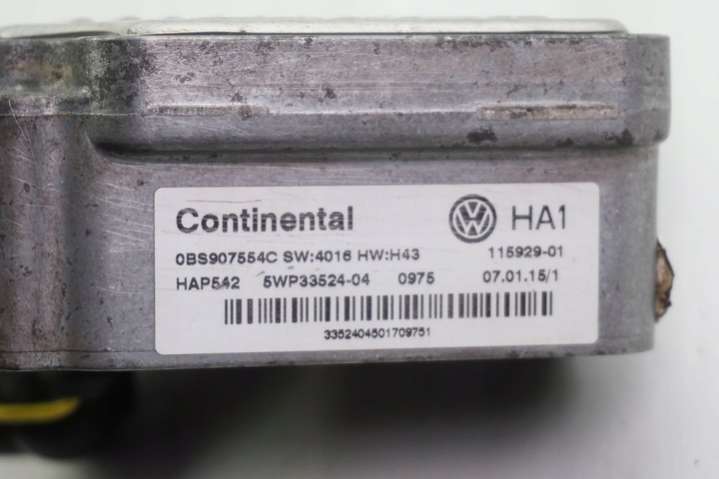 Continental HA1
0BS907554C SW:4016 HW:H43 115929-01
HAP542 5WP33524-04 0975 07.01.15/1
3352404501709751